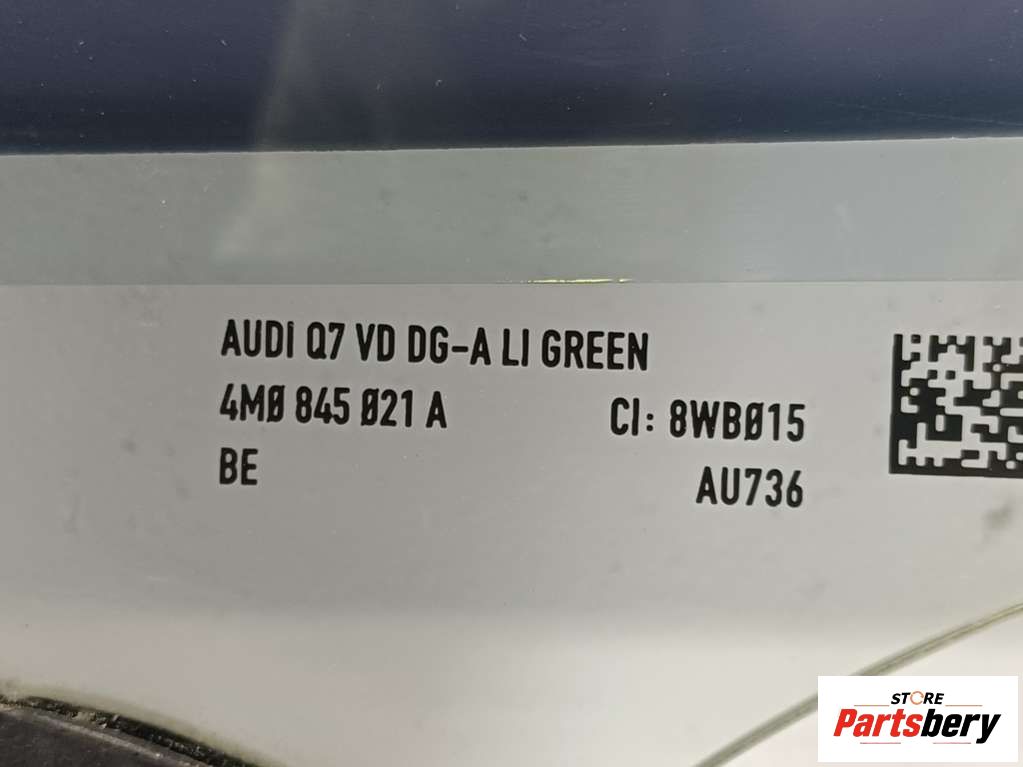 AUDI Q7 VD DG-A LI GREEN
4M0 845 021 A CI: 8WB015
BE AU736
STORE
Partsbery